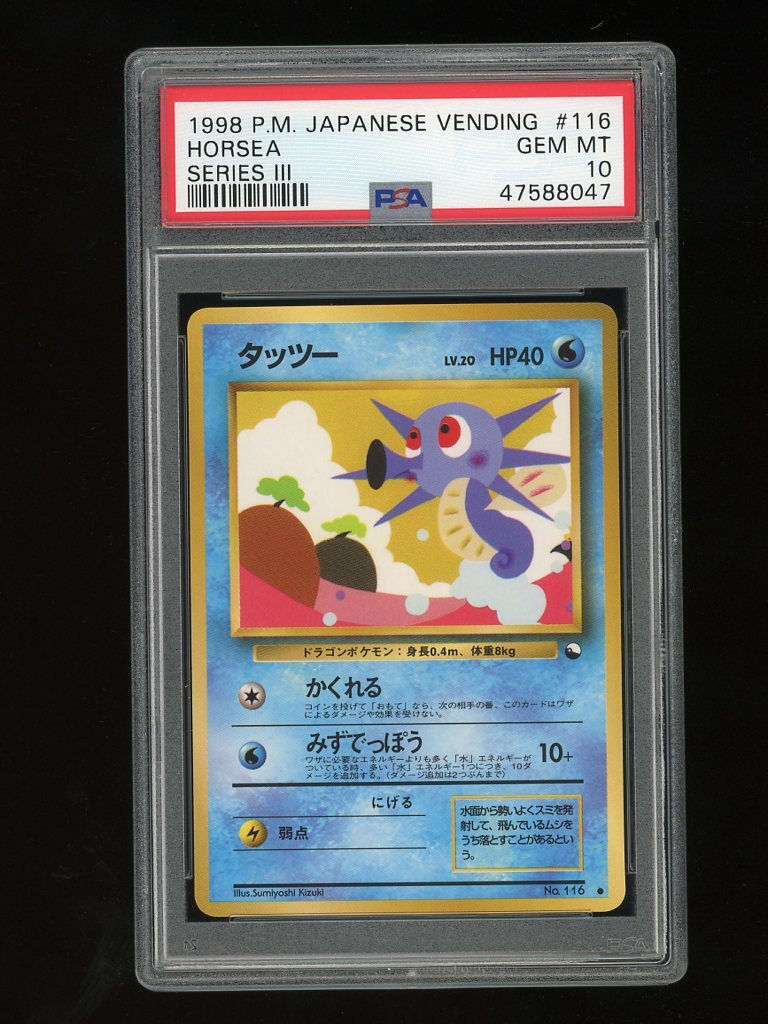 1998 P.M. JAPANESE VENDING #116
HORSEA GEM MT
SERIES III 10
PSA 47588047
タッツー LV.20 HP40
ドラゴンポケモン:身長0.4m、体重8kg
かくれる
コインを投げて「おもて」なら、次の相手の番、このカードはワザ
によるダメージや効果を受けない。
みずでっぽう 10+
ワザに必要なエネルギーよりも多く「水」エネルギーが
ついている時、多い「水」エネルギー1つにつき、10ダ
メージを追加する。(ダメージ追加は2つぶんまで)
にげる
弱点
水面から勢いよくスミを発
射して、飛んでいるムシを
うち落とすことがあるとい
う。
Illus.Sumiyoshi Kizuki No. 116